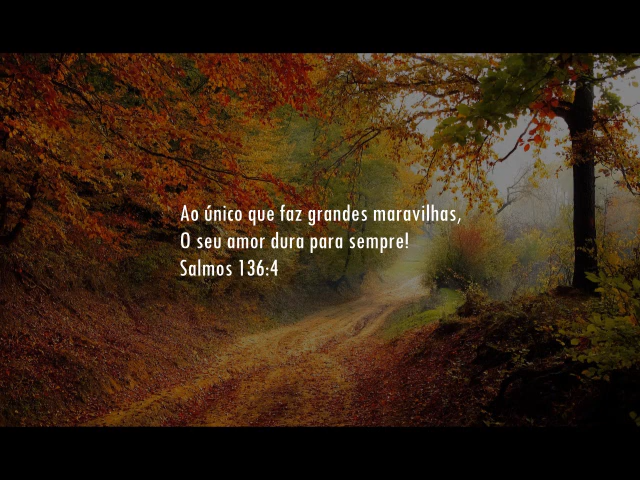 Ao único que faz grandes maravilhas,
O seu amor dura para sempre!
Salmos 136:4